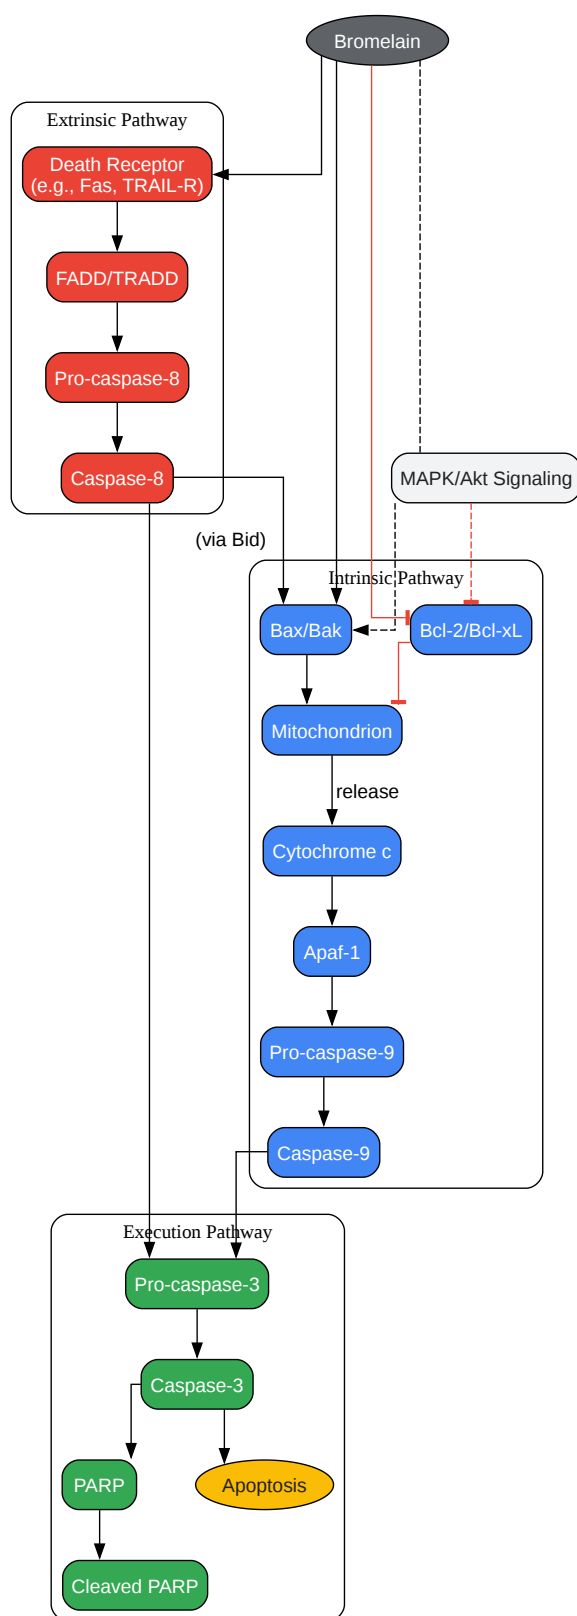 Bromelain
Extrinsic Pathway
Death Receptor
(e.g., Fas, TRAIL-R)
FADD/TRADD
Pro-caspase-8
Caspase-8
MAPK/Akt Signaling
(via Bid)
Intrinsic Pathway
Bax/Bak
Bcl-2/Bcl-xL
Mitochondrion
release
Cytochrome c
Apaf-1
Pro-caspase-9
Caspase-9
Execution Pathway
Pro-caspase-3
Caspase-3
PARP
Apoptosis
Cleaved PARP